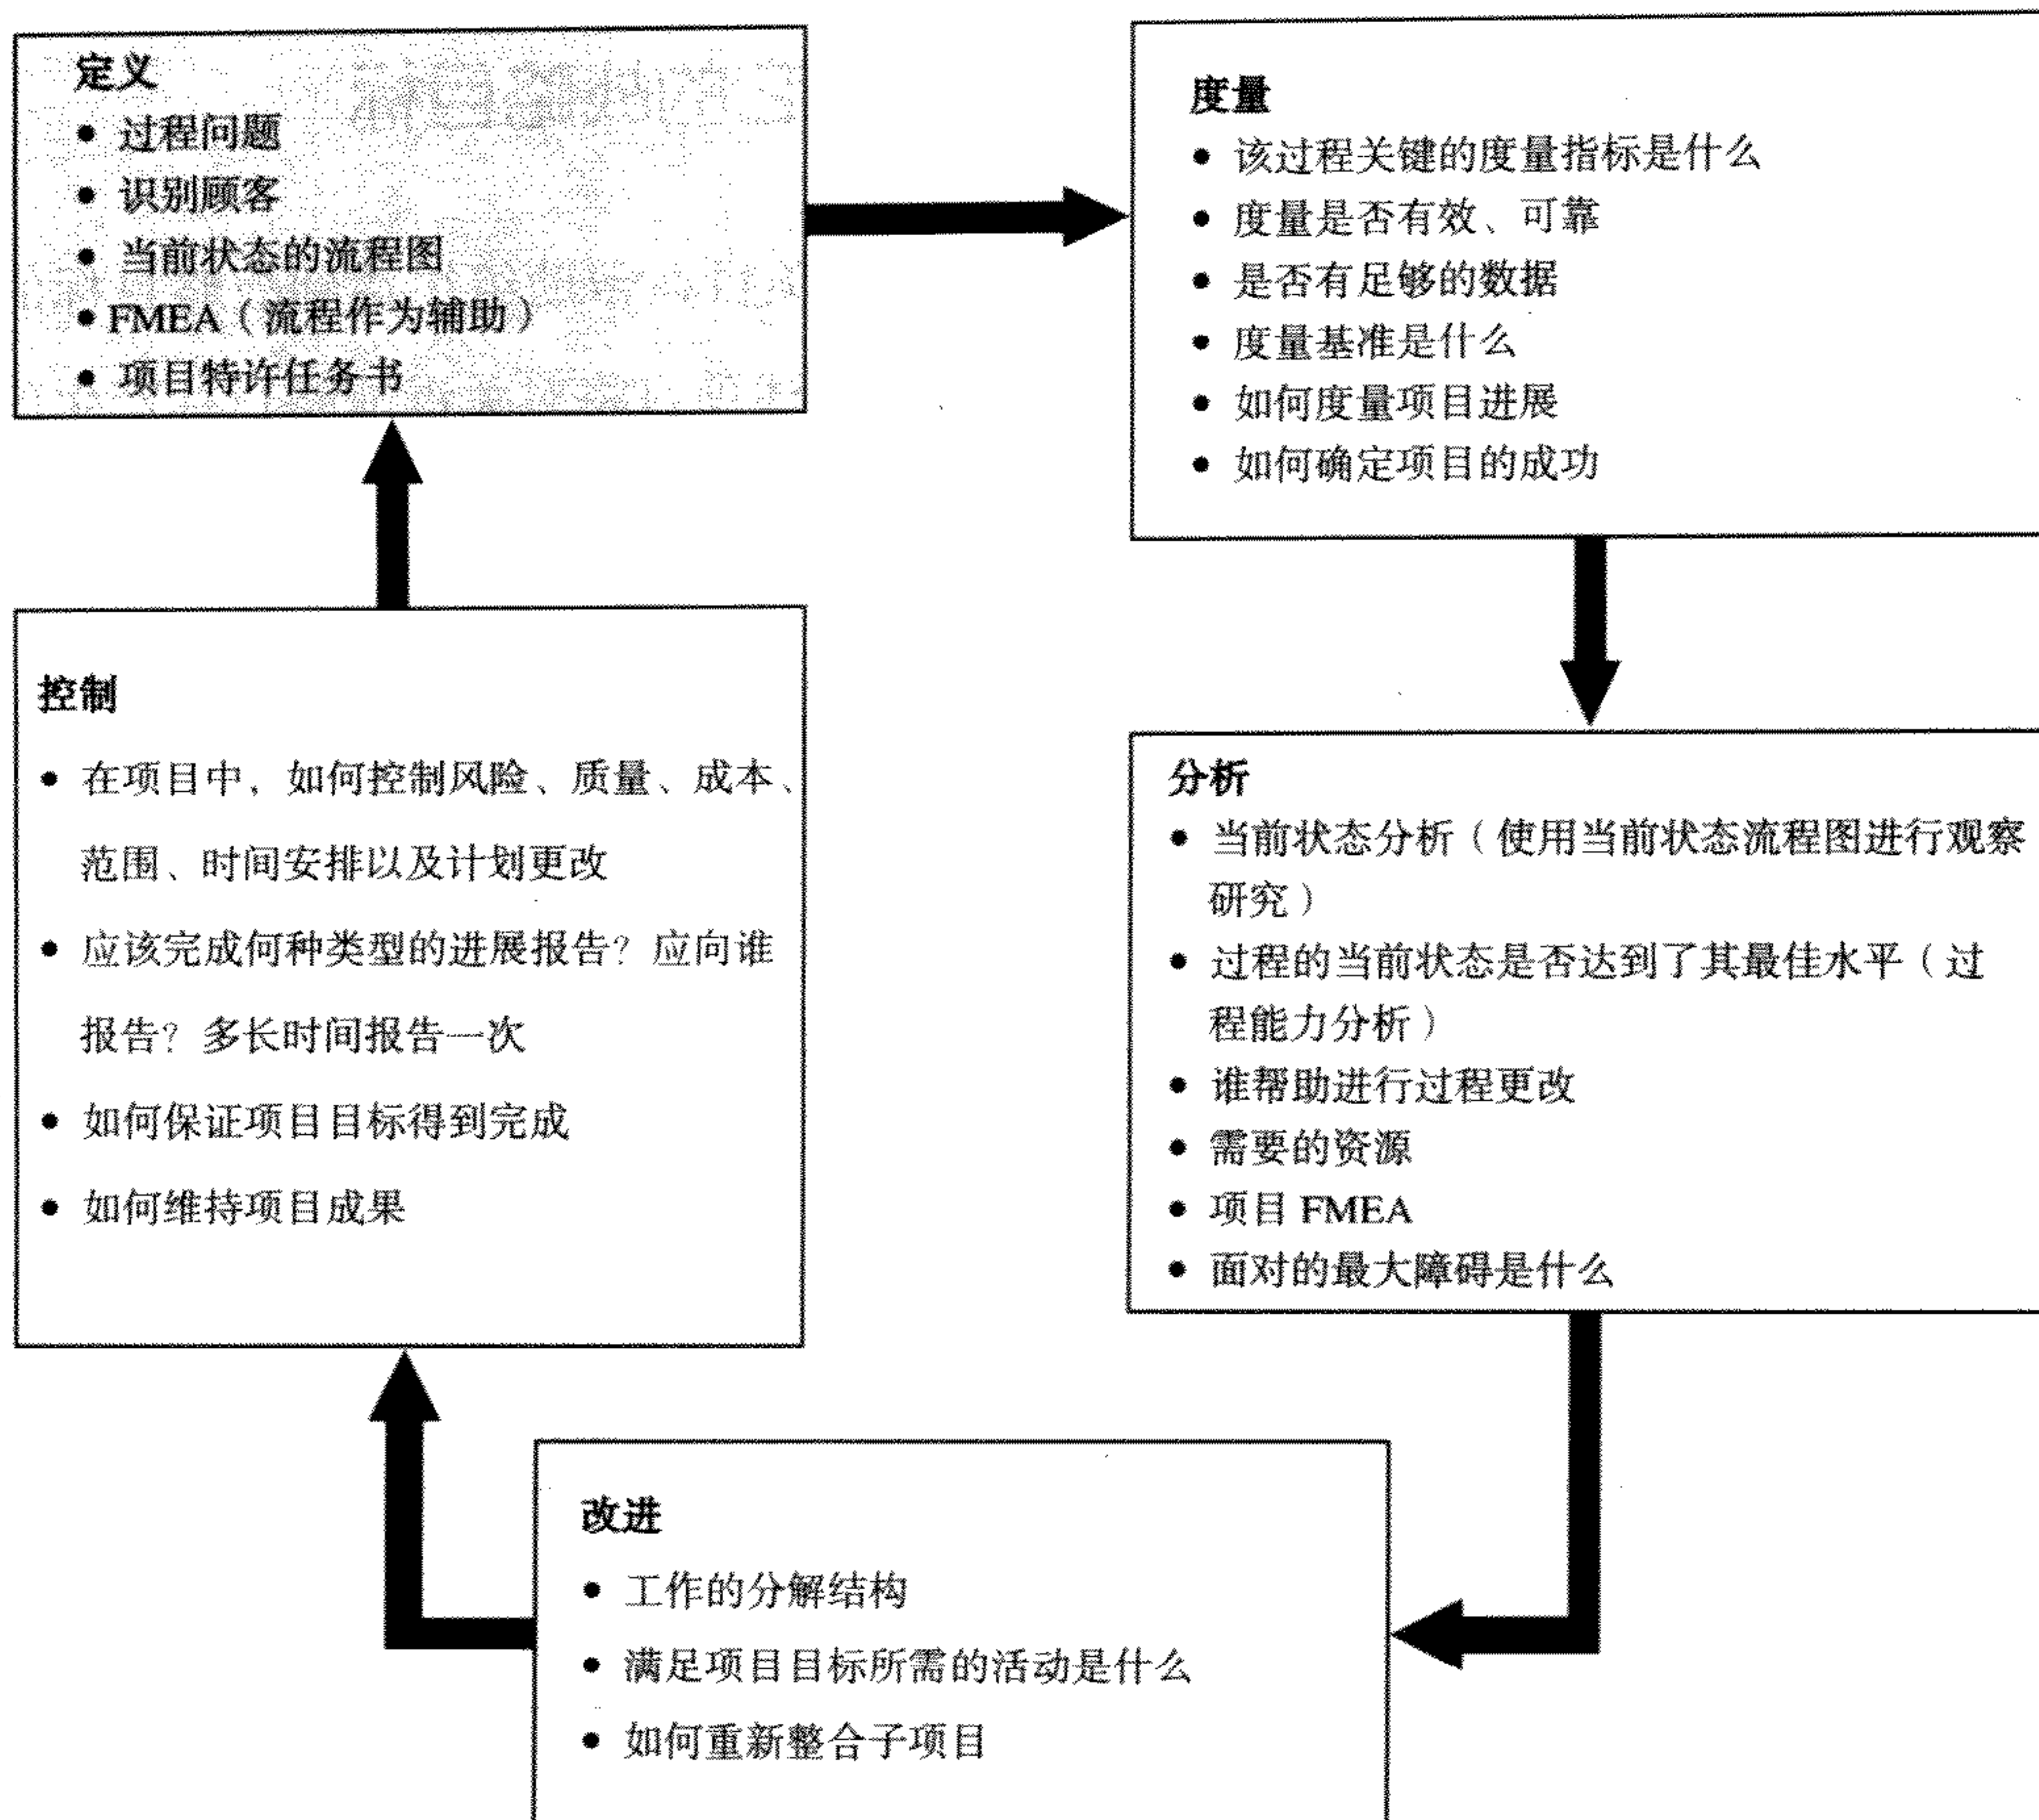 定义
● 过程问题
● 识别顾客
● 当前状态的流程图
● FMEA（流程作为辅助）
● 项目特许任务书
度量
● 该过程关键的度量指标是什么
● 度量是否有效、可靠
● 是否有足够的数据
● 度量基准是什么
● 如何度量项目进展
● 如何确定项目的成功
分析
● 当前状态分析（使用当前状态流程图进行观察
研究）
● 过程的当前状态是否达到了其最佳水平（过
程能力分析）
● 谁帮助进行过程更改
● 需要的资源
● 项目 FMEA
● 面对的最大障碍是什么
改进
● 工作的分解结构
● 满足项目目标所需的活动是什么
● 如何重新整合子项目
控制
● 在项目中，如何控制风险、质量、成本、
范围、时间安排以及计划更改
● 应该完成何种类型的进展报告？应向谁
报告？多长时间报告一次
● 如何保证项目目标得到完成
● 如何维持项目成果